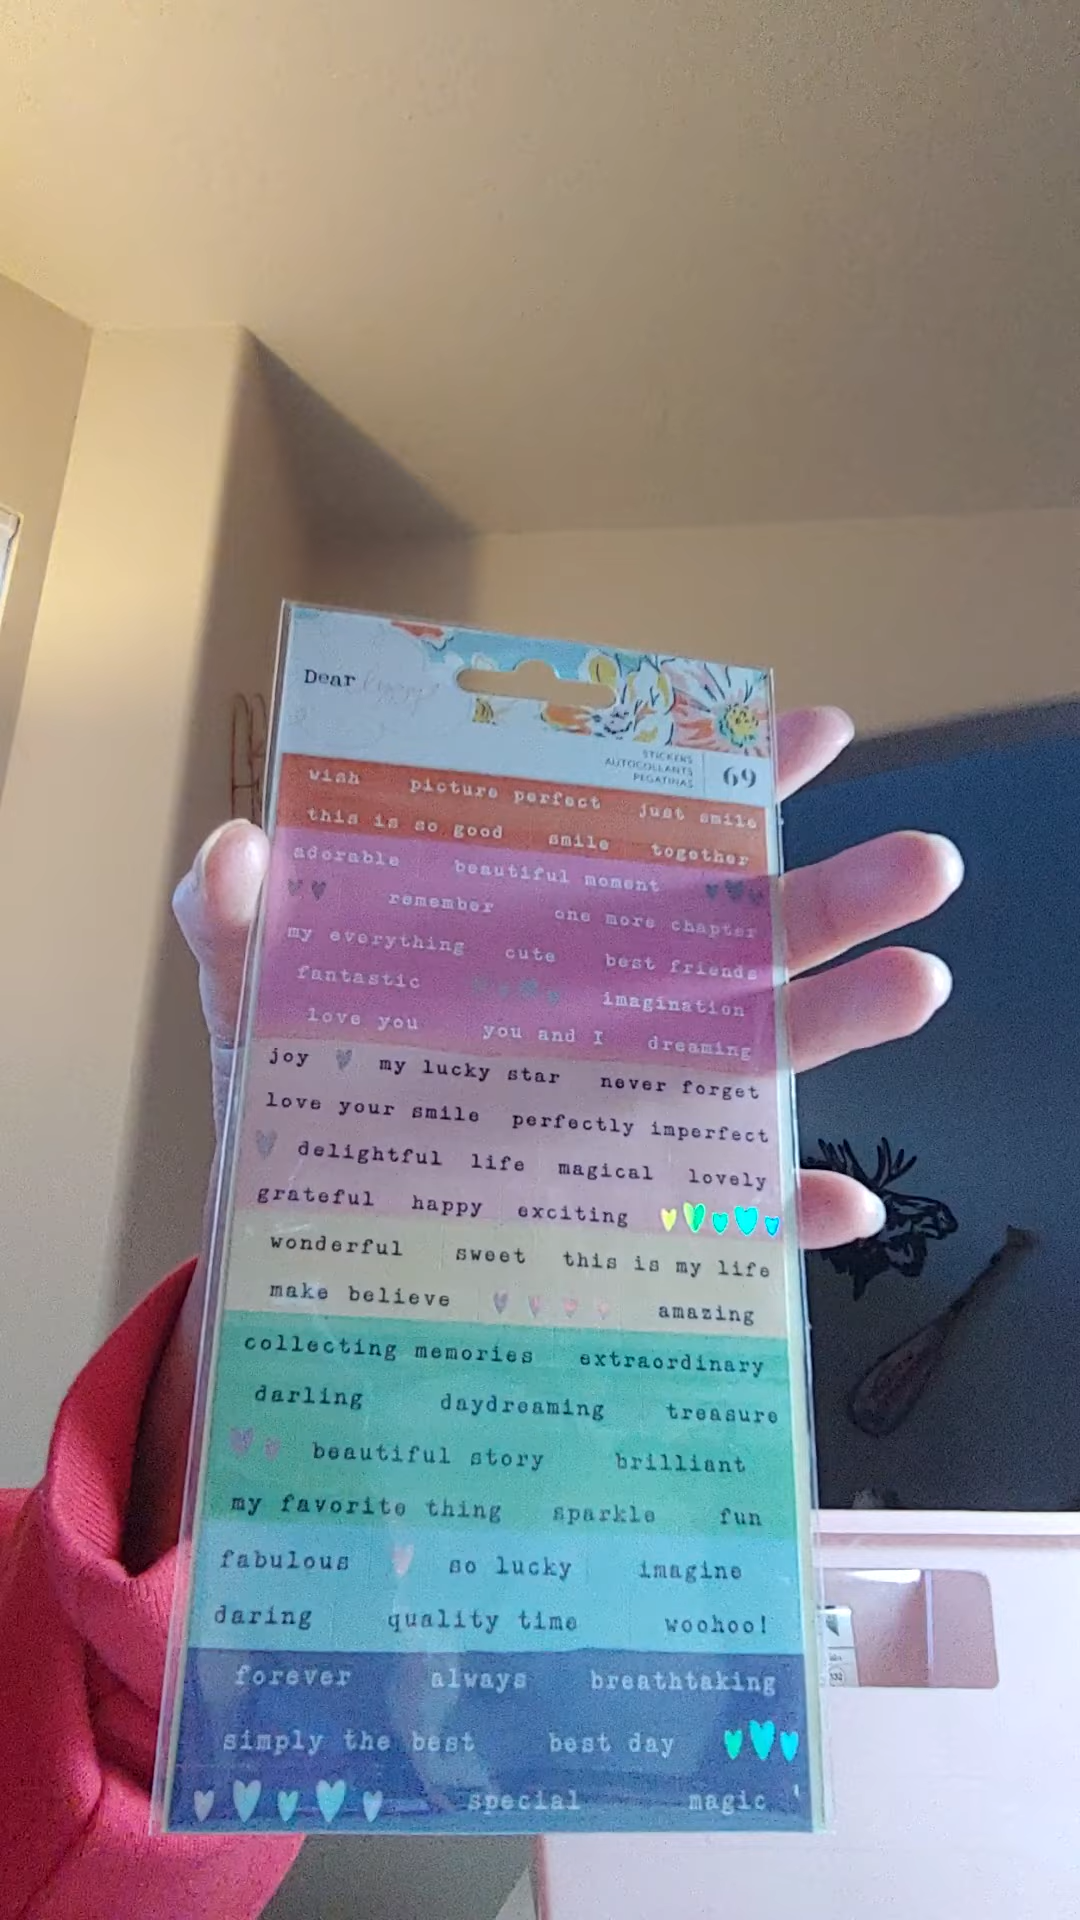 Dear Lizzy
STICKERS
AUTOCOLLANTS
PEGATINAS
69
wish picture perfect just smile
this is so good smile together
adorable beautiful moment
remember one more chapter
my everything cute best friends
fantastic imagination
love you you and I dreaming
joy my lucky star never forget
love your smile perfectly imperfect
delightful life magical lovely
grateful happy exciting
wonderful sweet this is my life
make believe amazing
collecting memories extraordinary
darling daydreaming treasure
beautiful story brilliant
my favorite thing sparkle fun
fabulous so lucky imagine
daring quality time woohoo!
forever always breathtaking
simply the best best day
special magic
132